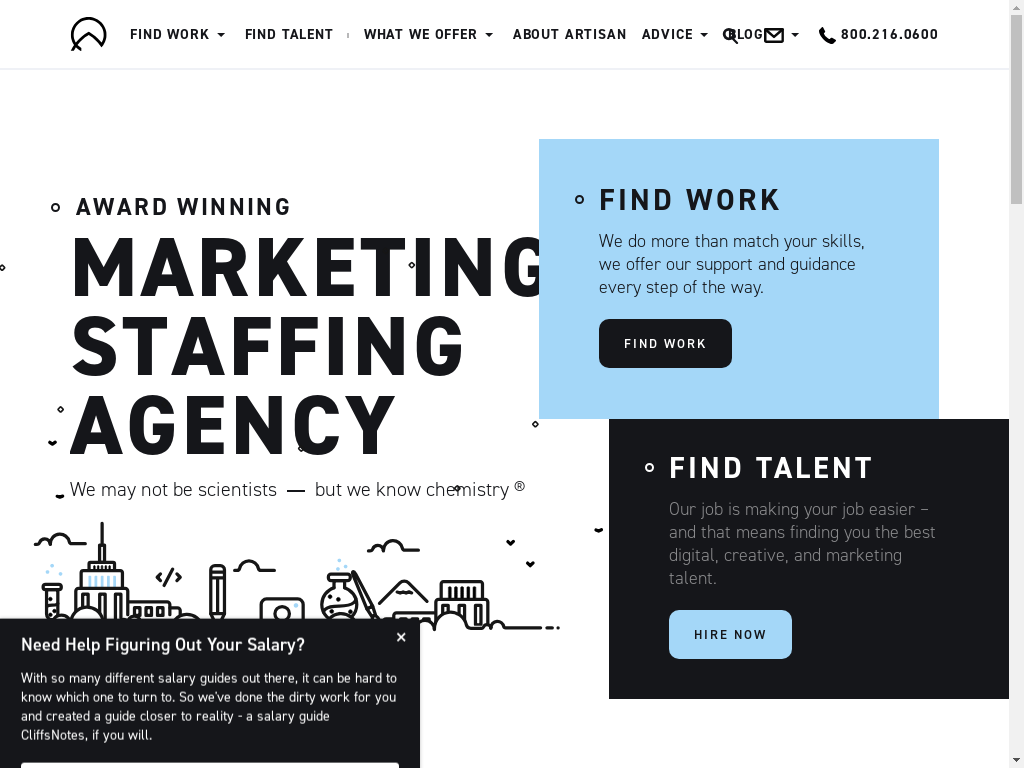 FIND WORK FIND TALENT WHAT WE OFFER ABOUT ARTISAN ADVICE BLOG 800.216.0600
AWARD WINNING
MARKETING
STAFFING
AGENCY
We may not be scientists — but we know chemistry ®
FIND WORK
We do more than match your skills,
we offer our support and guidance
every step of the way.
FIND WORK
FIND TALENT
Our job is making your job easier –
and that means finding you the best
digital, creative, and marketing
talent.
HIRE NOW
Need Help Figuring Out Your Salary?
×
With so many different salary guides out there, it can be hard to
know which one to turn to. So we've done the dirty work for you
and created a guide closer to reality - a salary guide
CliffsNotes, if you will.